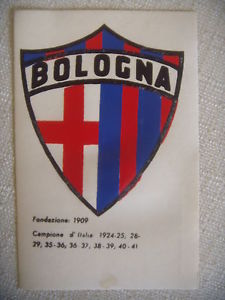 BOLOGNA
Fondazione: 1909
Campione d'Italia 1924-25, 28-
29, 35-36, 36 37, 38-39, 40-41